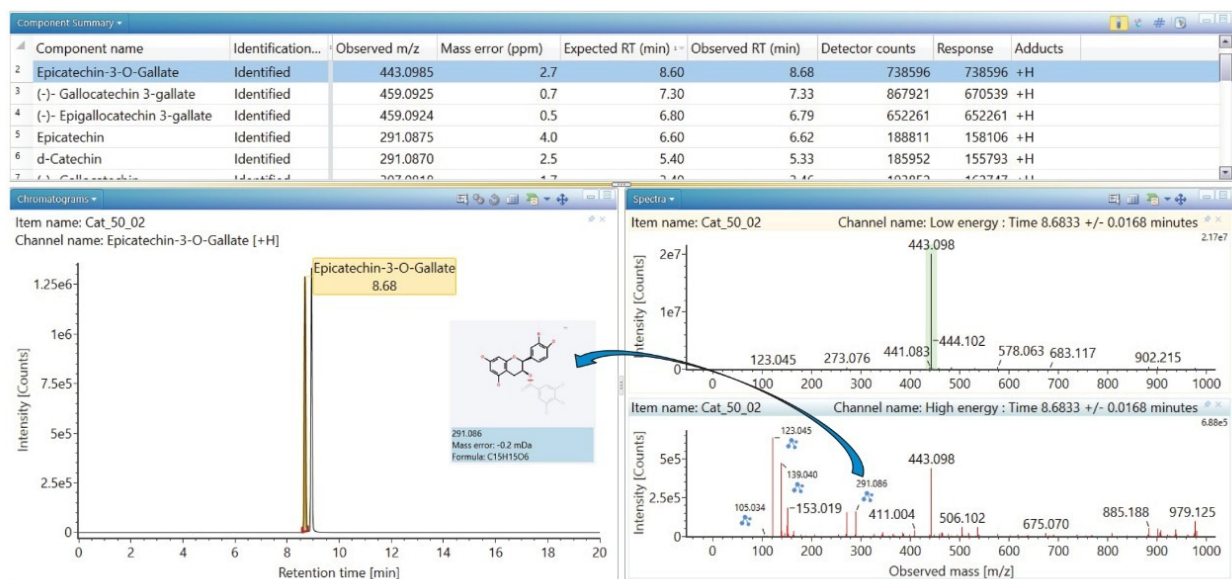 Component Summary
Component name Identification... Observed m/z Mass error (ppm) Expected RT (min) Observed RT (min) Detector counts Response Adducts
2 Epicatechin-3-O-Gallate Identified 443.0985 2.7 8.60 8.68 738596 738596 +H
3 (-)- Gallocatechin 3-gallate Identified 459.0925 0.7 7.30 7.33 867921 670539 +H
4 (-)- Epigallocatechin 3-gallate Identified 459.0924 0.5 6.80 6.79 652261 652261 +H
5 Epicatechin Identified 291.0875 4.0 6.60 6.62 188811 158106 +H
6 d-Catechin Identified 291.0870 2.5 5.40 5.33 185952 155793 +H
Chromatograms
Item name: Cat_50_02
Channel name: Epicatechin-3-O-Gallate [+H]
Epicatechin-3-O-Gallate
8.68
1.25e6
1e6
7.5e5
5e5
2.5e5
0
Intensity [Counts]
291.086
Mass error: -0.2 mDa
Formula: C15H15O6
0 2 4 6 8 10 12 14 16 18 20
Retention time [min]
Spectra
Item name: Cat_50_02 Channel name: Low energy : Time 8.6833 +/- 0.0168 minutes
2.17e7
443.098
2e7
1e7
0
Intensity [Counts]
123.045 273.076 441.083 444.102 578.063 683.117 902.215
0 100 200 300 400 500 600 700 800 900 1000
Item name: Cat_50_02 Channel name: High energy : Time 8.6833 +/- 0.0168 minutes
6.88e5
123.045
443.098
5e5
139.040
291.086
2.5e5
105.034 153.019 411.004 506.102 675.070 885.188 979.125
0
Intensity [Counts]
0 100 200 300 400 500 600 700 800 900 1000
Observed mass [m/z]